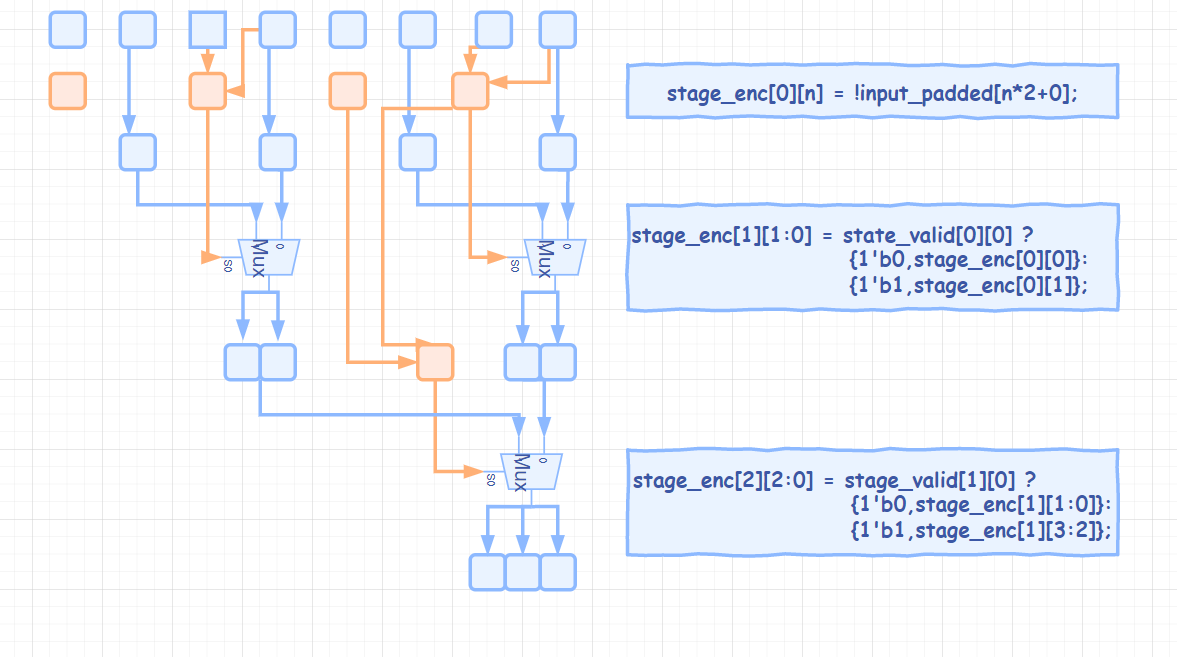 stage_enc[0][n] = !input_padded[n*2+0];
stage_enc[1][1:0] = state_valid[0][0] ?
{1'b0,stage_enc[0][0]}:
{1'b1,stage_enc[0][1]};
Mux
0
S0
Mux
0
S0
stage_enc[2][2:0] = stage_valid[1][0] ?
{1'b0,stage_enc[1][1:0]}:
{1'b1,stage_enc[1][3:2]};
Mux
0
S0